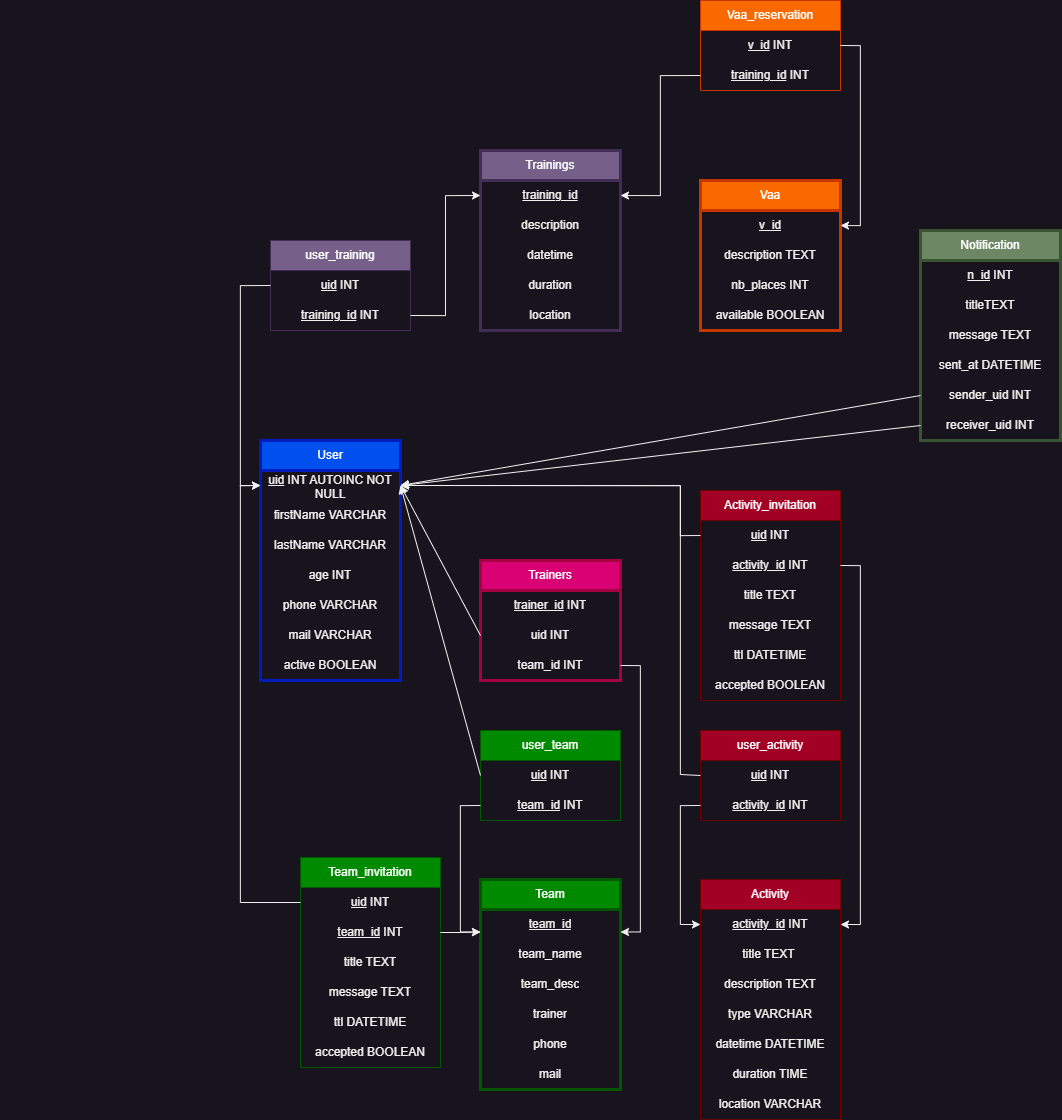 Vaa_reservation
v_id INT
training_id INT
Trainings
training_id
description
datetime
duration
location
Vaa
v_id
description TEXT
nb_places INT
available BOOLEAN
user_training
uid INT
training_id INT
Notification
n_id INT
titleTEXT
message TEXT
sent_at DATETIME
sender_uid INT
receiver_uid INT
User
uid INT AUTOINC NOT
NULL
firstName VARCHAR
lastName VARCHAR
age INT
phone VARCHAR
mail VARCHAR
active BOOLEAN
Trainers
trainer_id INT
uid INT
team_id INT
Activity_invitation
uid INT
activity_id INT
title TEXT
message TEXT
ttl DATETIME
accepted BOOLEAN
user_team
uid INT
team_id INT
user_activity
uid INT
activity_id INT
Team_invitation
uid INT
team_id INT
title TEXT
message TEXT
ttl DATETIME
accepted BOOLEAN
Team
team_id
team_name
team_desc
trainer
phone
mail
Activity
activity_id INT
title TEXT
description TEXT
type VARCHAR
datetime DATETIME
duration TIME
location VARCHAR